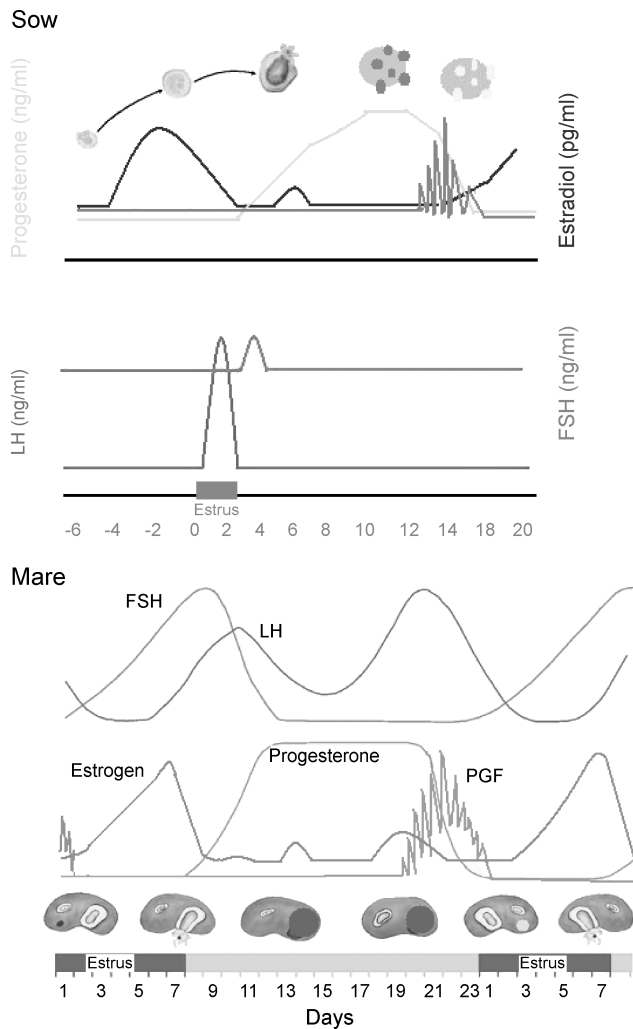 Sow
Progesterone (ng/ml)
Estradiol (pg/ml)
LH (ng/ml)
FSH (ng/ml)
Estrus
-6 -4 -2 0 2 4 6 8 10 12 14 16 18 20
Mare
FSH
LH
Estrogen
Progesterone
PGF
Estrus Estrus
1 3 5 7 9 11 13 15 17 19 21 23 1 3 5 7
Days